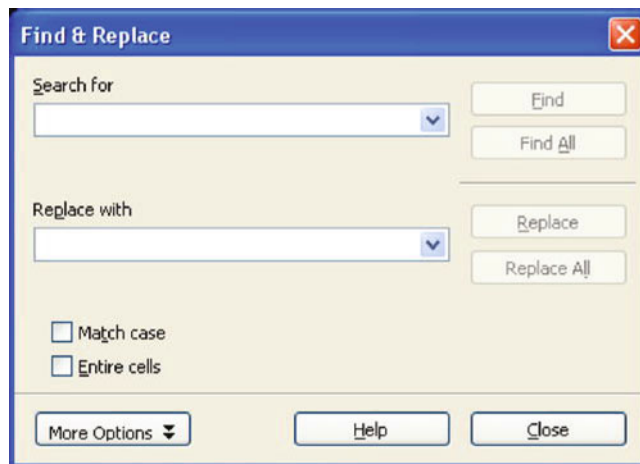 Find & Replace
Search for
Find
Find All
Replace with
Replace
Replace All
Match case
Entire cells
More Options
Help
Close